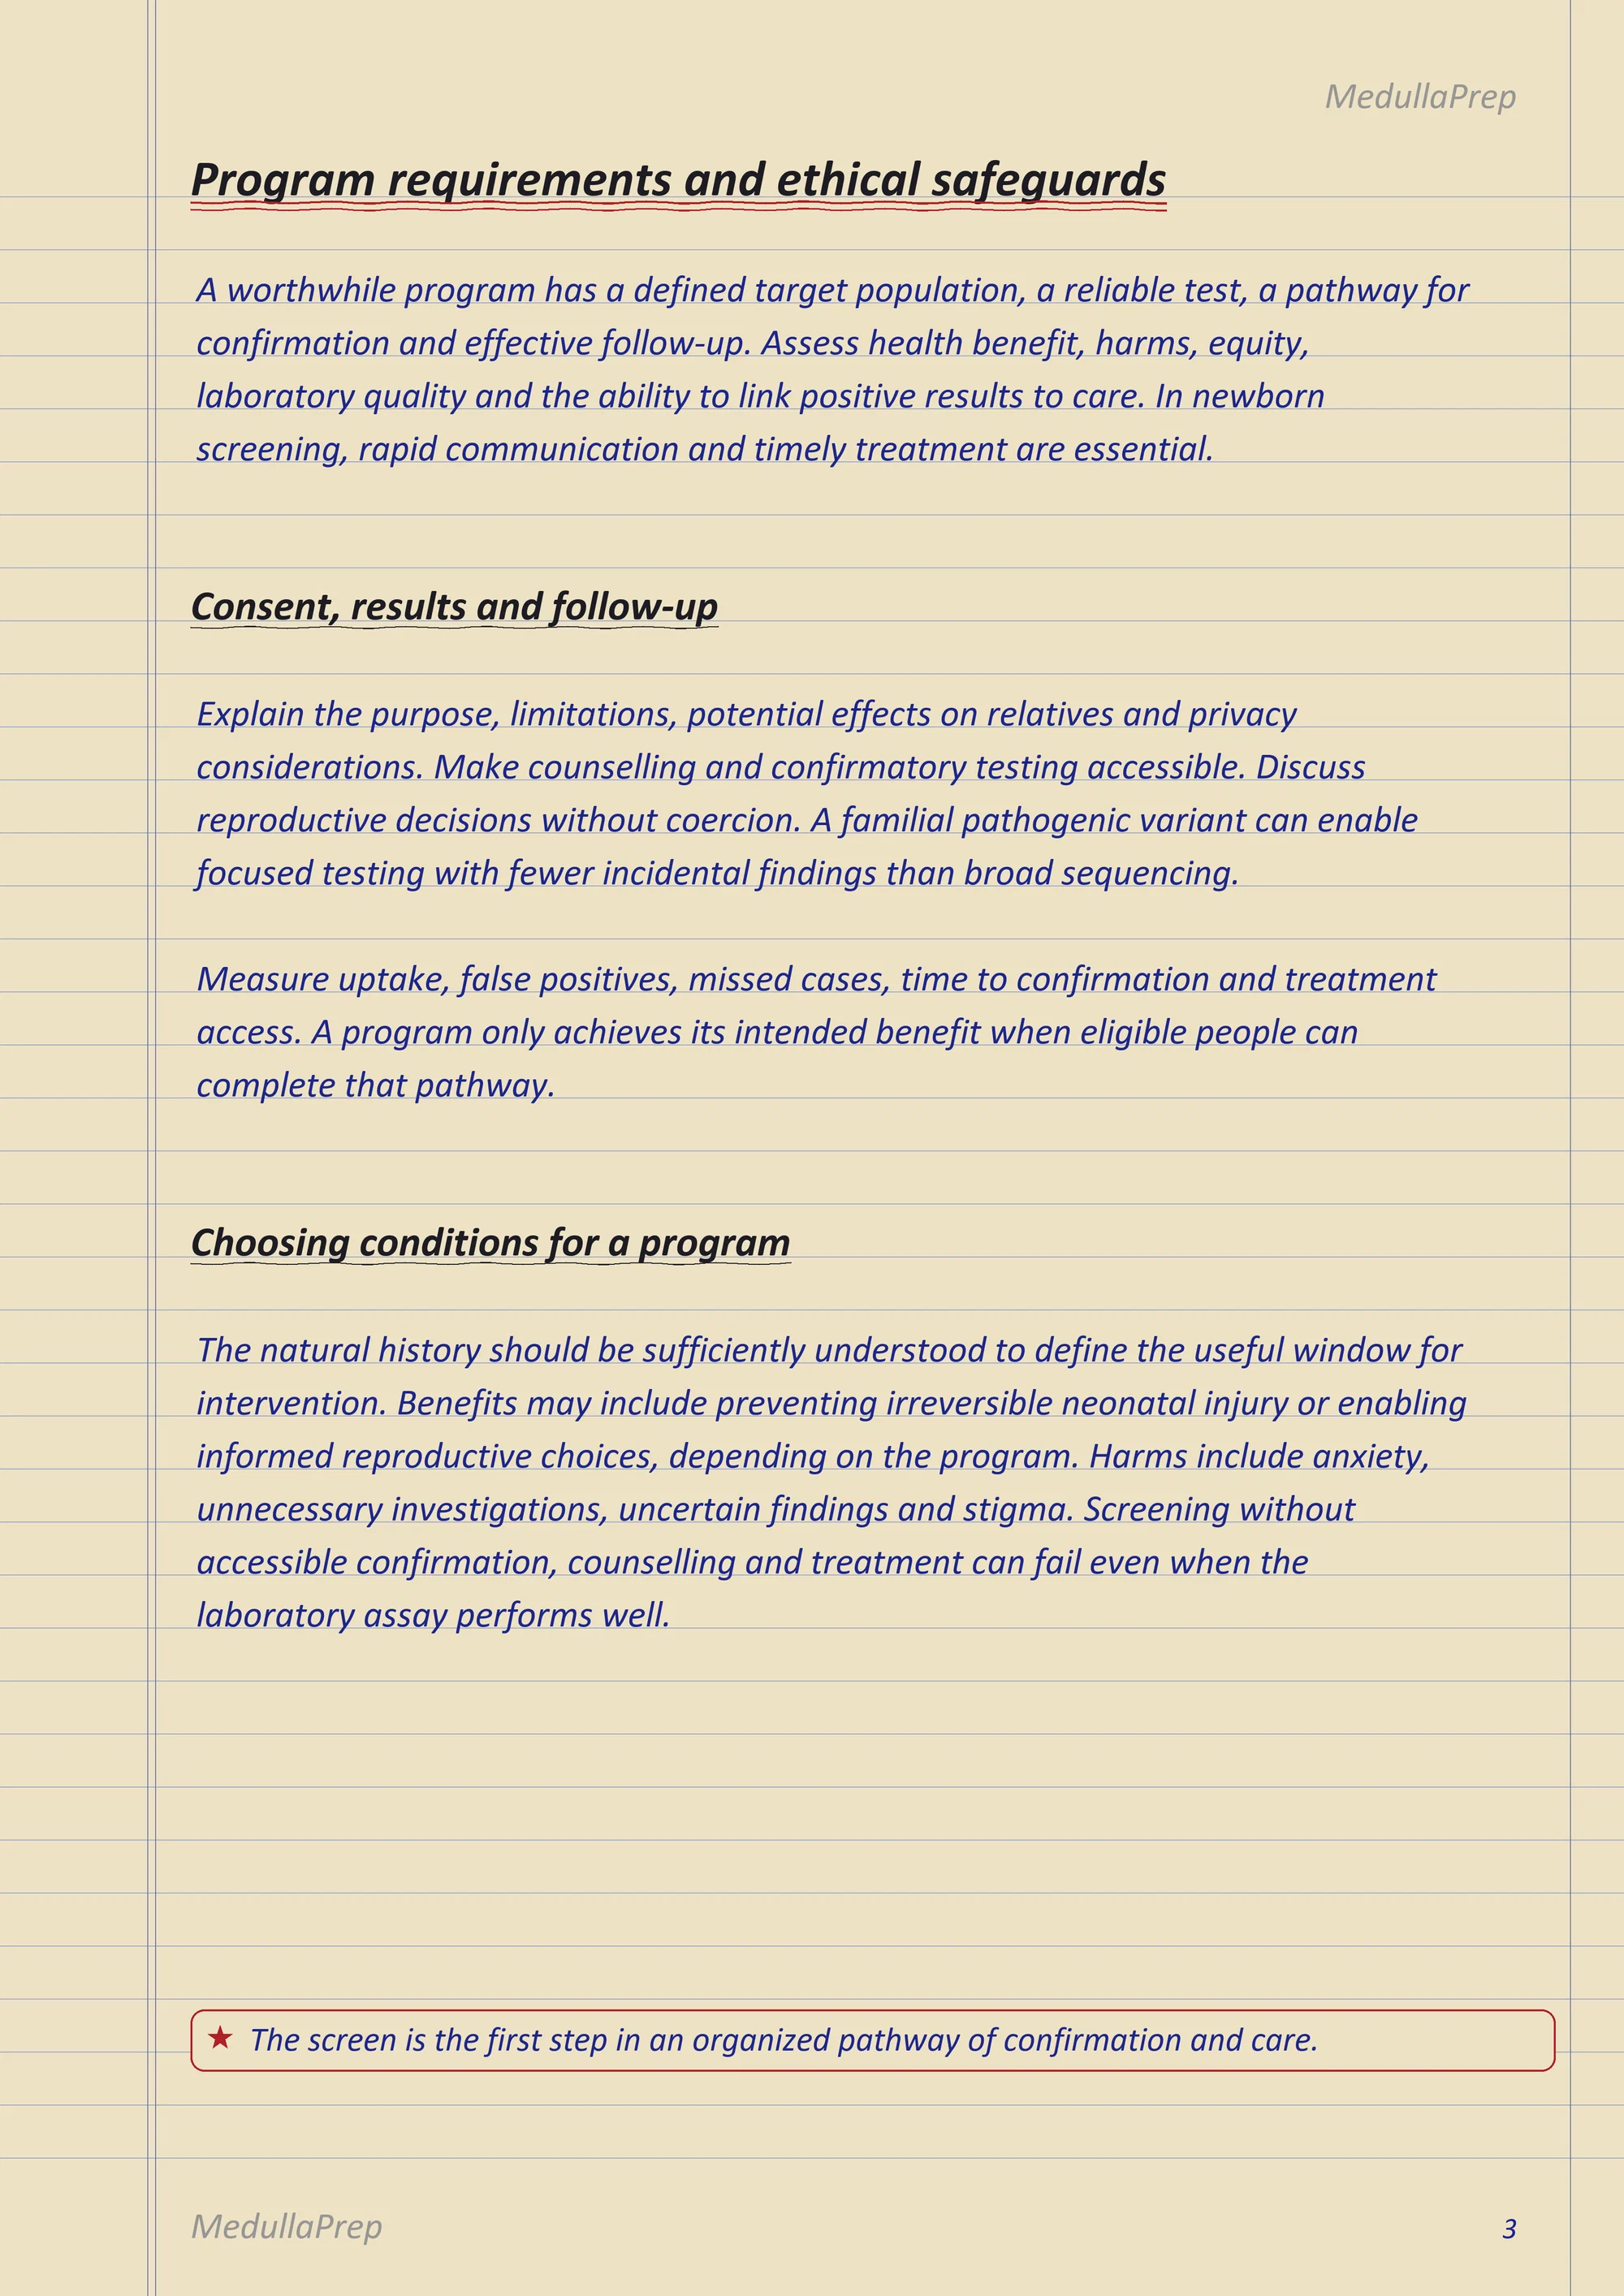 MedullaPrep
Program requirements and ethical safeguards
A worthwhile program has a defined target population, a reliable test, a pathway for
confirmation and effective follow-up. Assess health benefit, harms, equity,
laboratory quality and the ability to link positive results to care. In newborn
screening, rapid communication and timely treatment are essential.
Consent, results and follow-up
Explain the purpose, limitations, potential effects on relatives and privacy
considerations. Make counselling and confirmatory testing accessible. Discuss
reproductive decisions without coercion. A familial pathogenic variant can enable
focused testing with fewer incidental findings than broad sequencing.
Measure uptake, false positives, missed cases, time to confirmation and treatment
access. A program only achieves its intended benefit when eligible people can
complete that pathway.
Choosing conditions for a program
The natural history should be sufficiently understood to define the useful window for
intervention. Benefits may include preventing irreversible neonatal injury or enabling
informed reproductive choices, depending on the program. Harms include anxiety,
unnecessary investigations, uncertain findings and stigma. Screening without
accessible confirmation, counselling and treatment can fail even when the
laboratory assay performs well.
★ The screen is the first step in an organized pathway of confirmation and care.
MedullaPrep
3